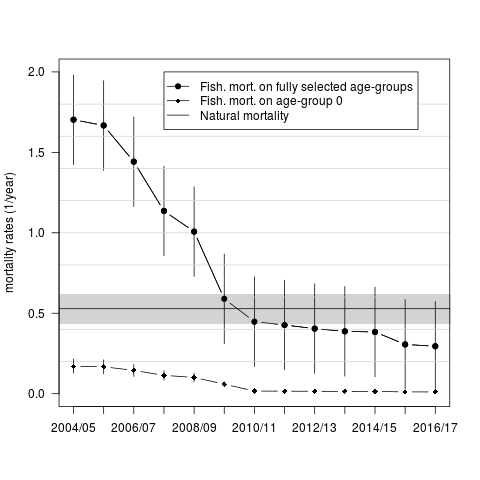 Fish. mort. on fully selected age-groups
Fish. mort. on age-group 0
Natural mortality
mortality rates (1/year)
2.0
1.5
1.0
0.5
0.0
2004/05 2006/07 2008/09 2010/11 2012/13 2014/15 2016/17